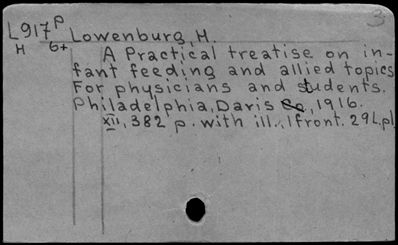 3
L917p Lowenburg, H.
H 6+ A Practical treatise on in-
fant feeding and allied topics
For physicians and students.
Philadelphia, Davis Co, 1916.
XII, 382 p. with ill., 1 front. 29 L. pl